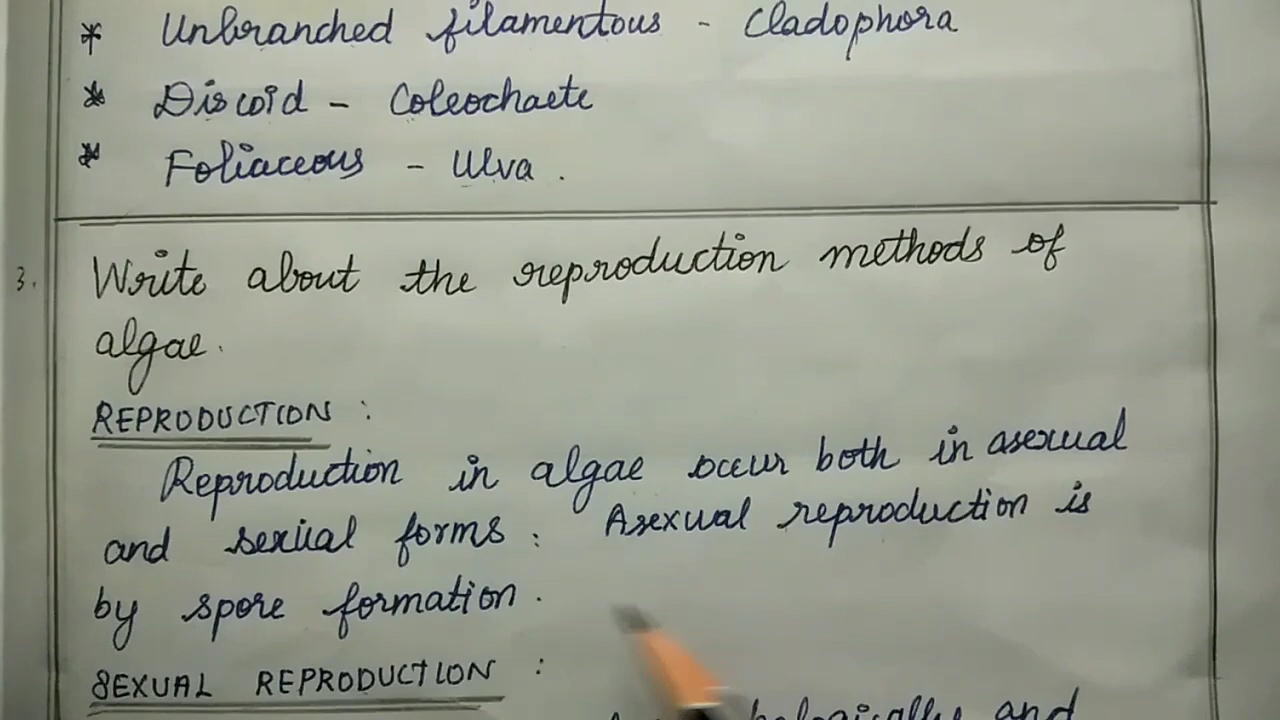 * Unbranched filamentous - Cladophora
* Discoid - Coleochaete
* Foliaceous - Ulva .
3. Write about the reproduction methods of
algae.
REPRODUCTION :
Reproduction in algae occur both in asexual
and sexual forms. Asexual reproduction is
by spore formation.
SEXUAL REPRODUCTION :
and